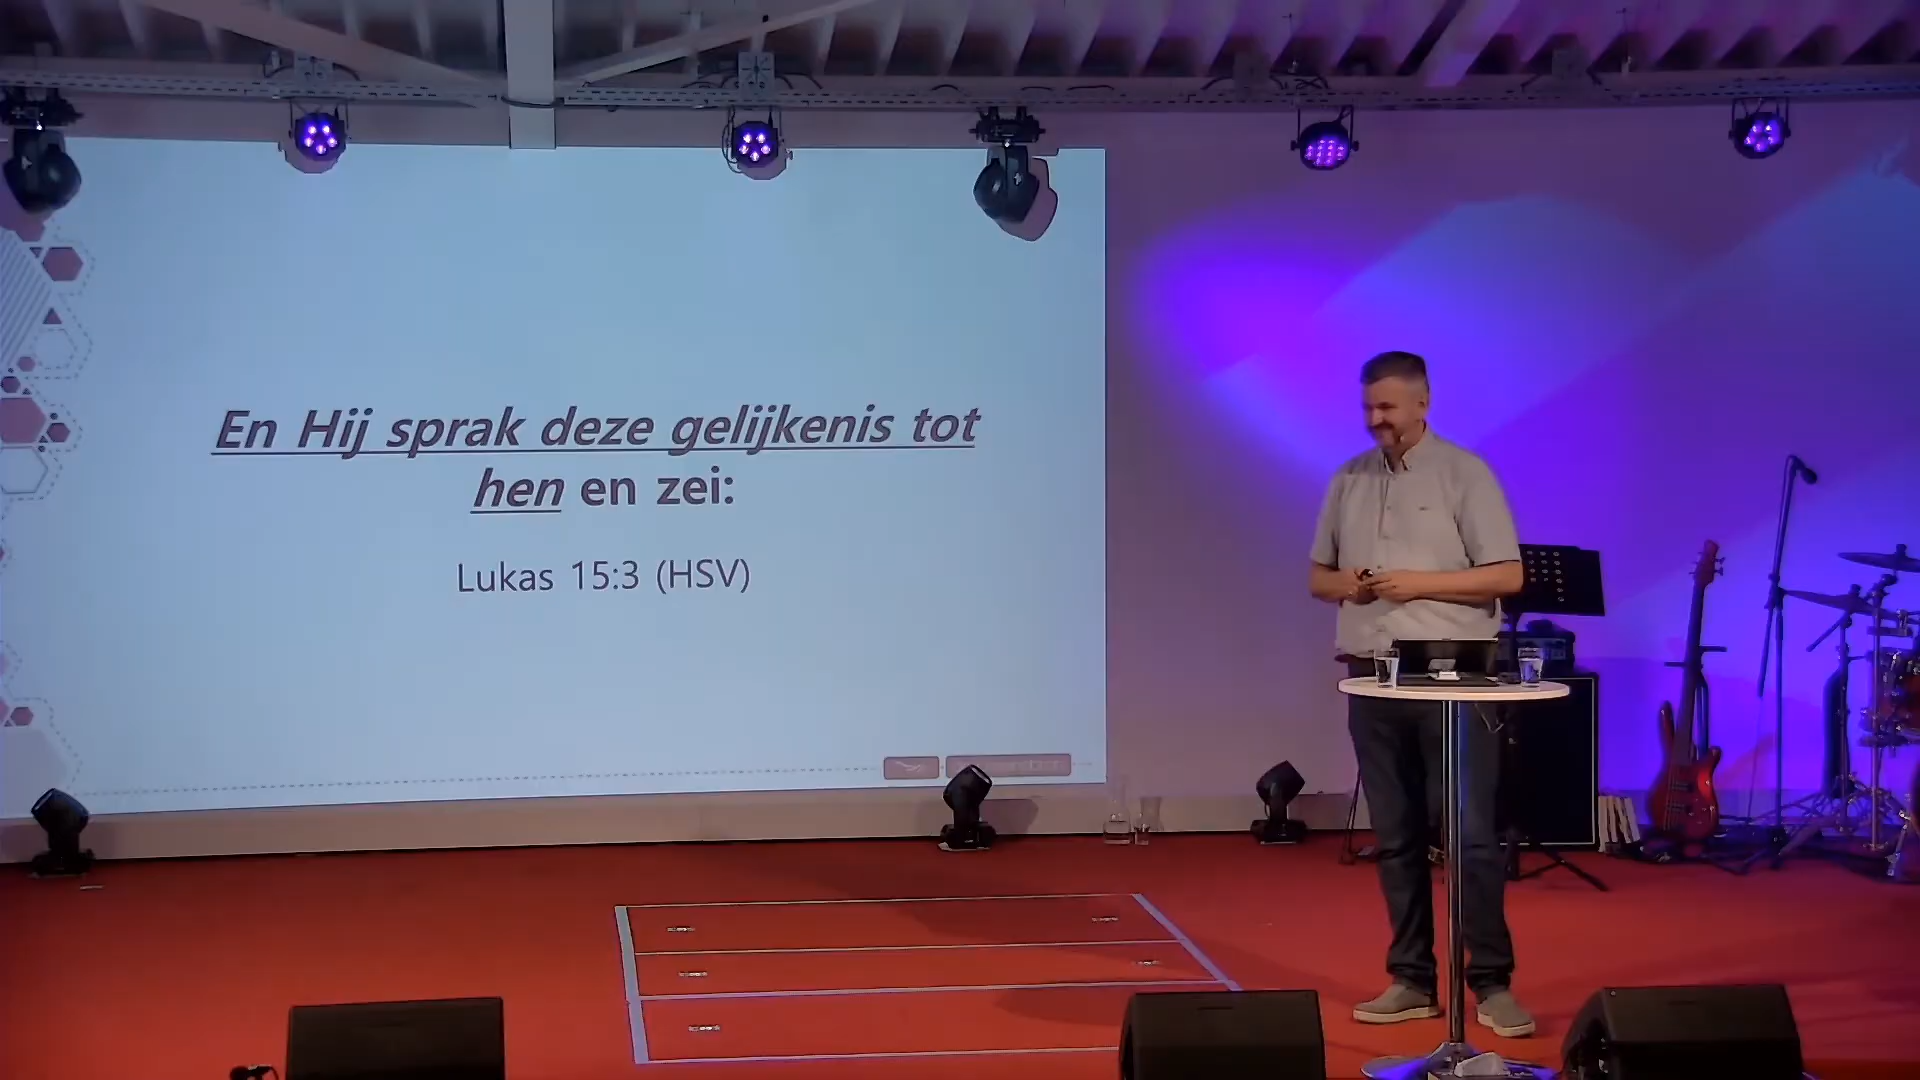 En Hij sprak deze gelijkenis tot
hen en zei:
Lukas 15:3 (HSV)